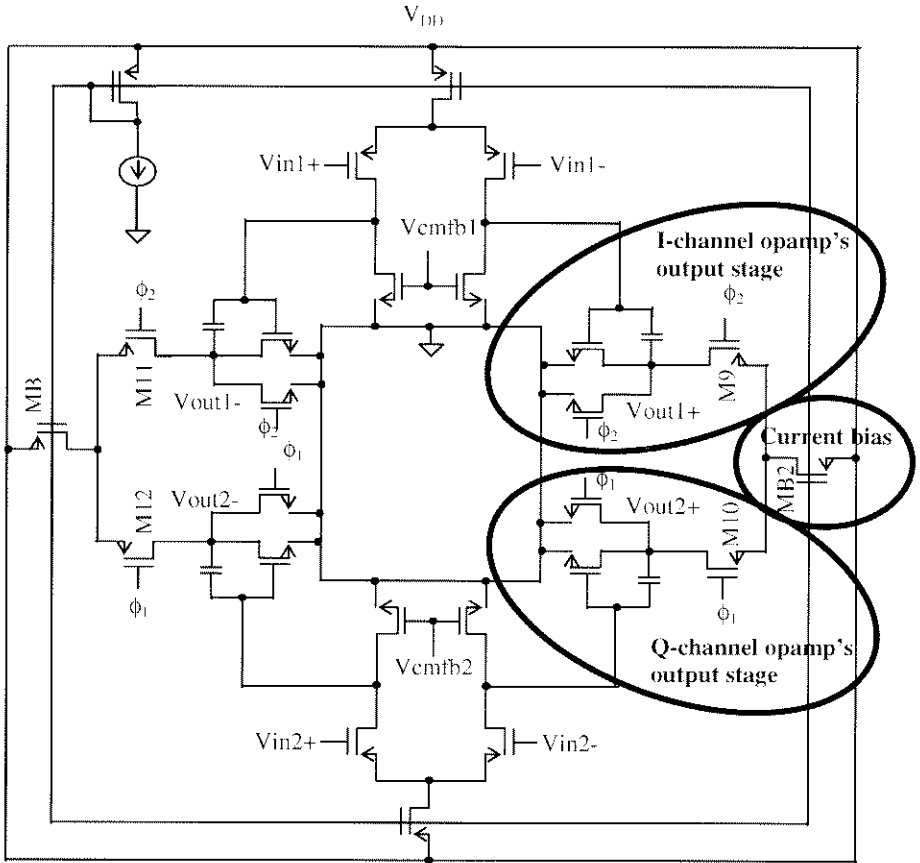 V_DD
Vin1+
Vin1-
Vcmfb1
I-channel opamp's
output stage
ϕ₂
ϕ₂
MB
M11
M9
Vout1-
Vout1+
ϕ₂
ϕ₂
Current bias
ϕ₁
ϕ₁
M12
Vout2-
Vout2+
M10
MB2
ϕ₁
ϕ₁
Q-channel opamp's
output stage
Vcmfb2
Vin2+
Vin2-